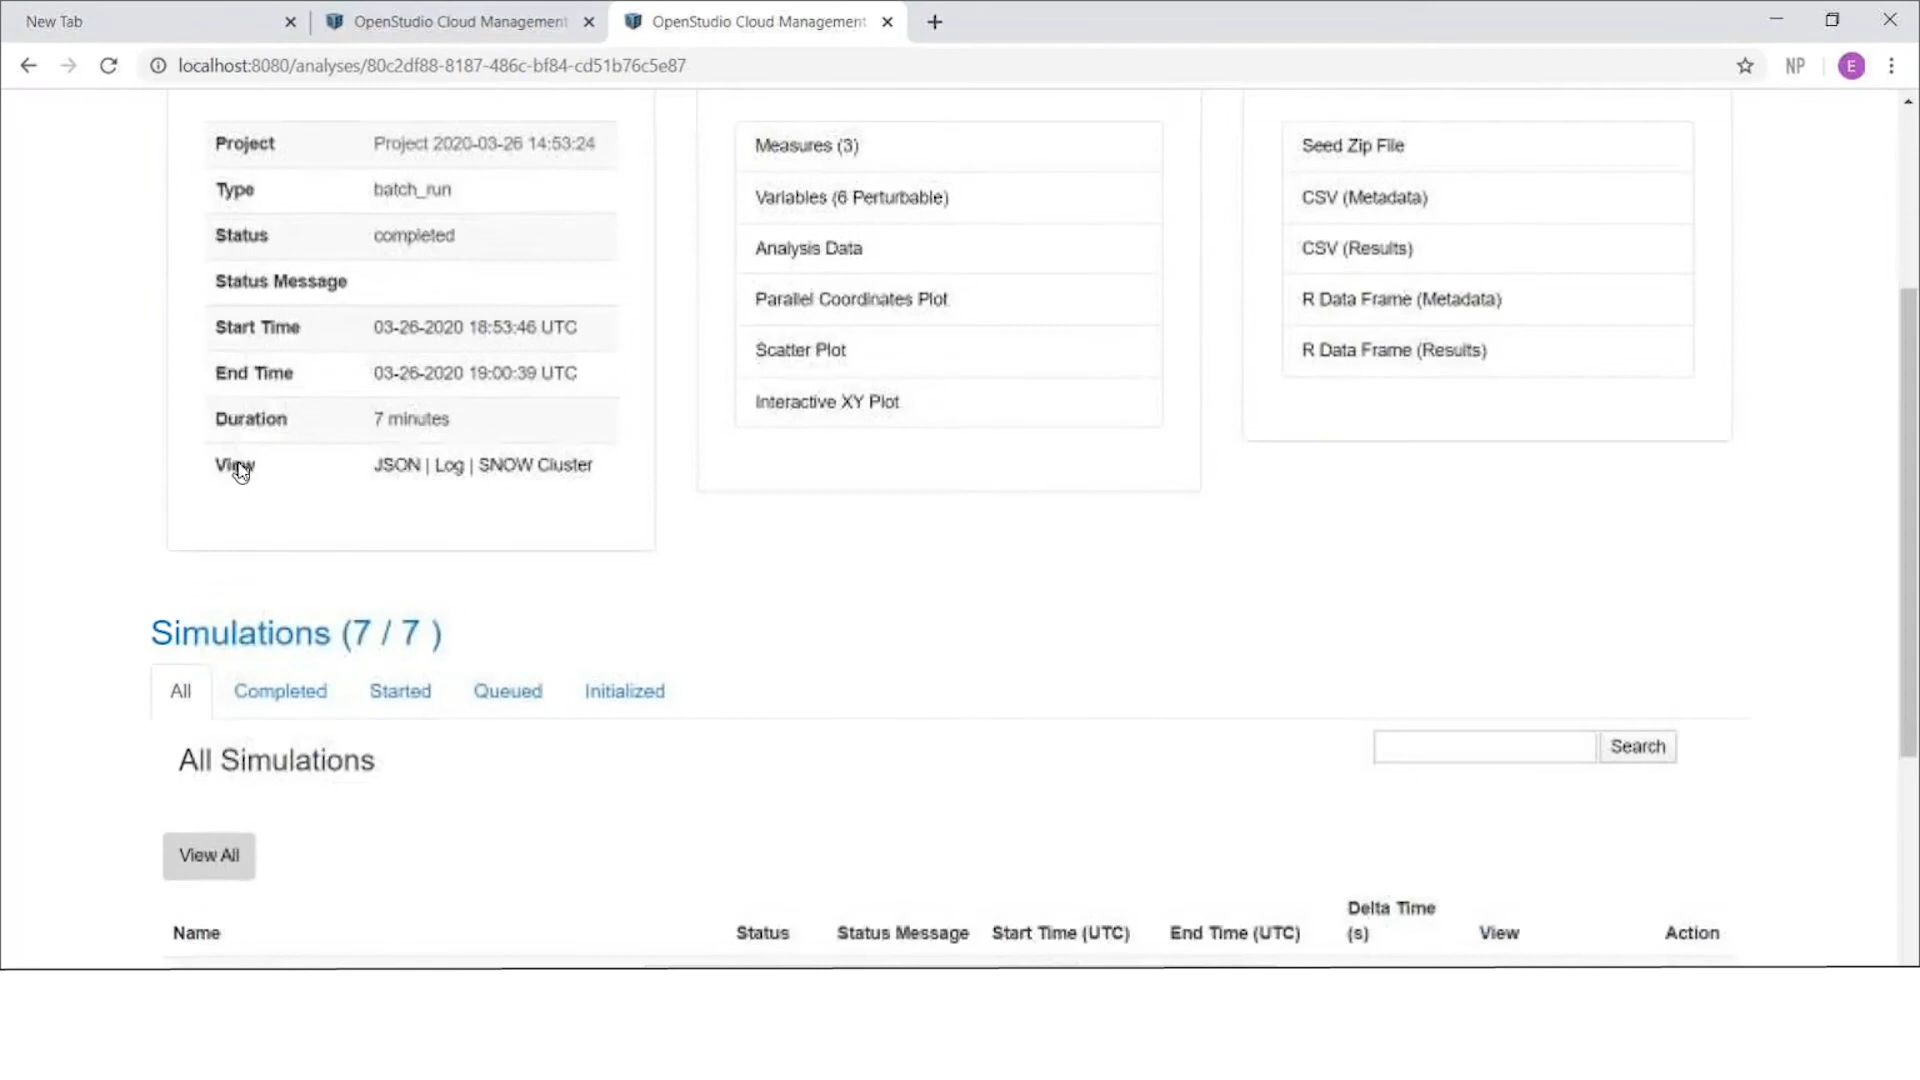 New Tab
OpenStudio Cloud Management
OpenStudio Cloud Management
localhost:8080/analyses/80c2df88-8187-486c-bf84-cd51b76c5e87
NP
E
Project Project 2020-03-26 14:53:24
Type batch_run
Status completed
Status Message
Start Time 03-26-2020 18:53:46 UTC
End Time 03-26-2020 19:00:39 UTC
Duration 7 minutes
View JSON | Log | SNOW Cluster
Measures (3)
Variables (6 Perturbable)
Analysis Data
Parallel Coordinates Plot
Scatter Plot
Interactive XY Plot
Seed Zip File
CSV (Metadata)
CSV (Results)
R Data Frame (Metadata)
R Data Frame (Results)
Simulations (7 / 7 )
All Completed Started Queued Initialized
All Simulations
Search
View All
Name Status Status Message Start Time (UTC) End Time (UTC) Delta Time (s) View Action